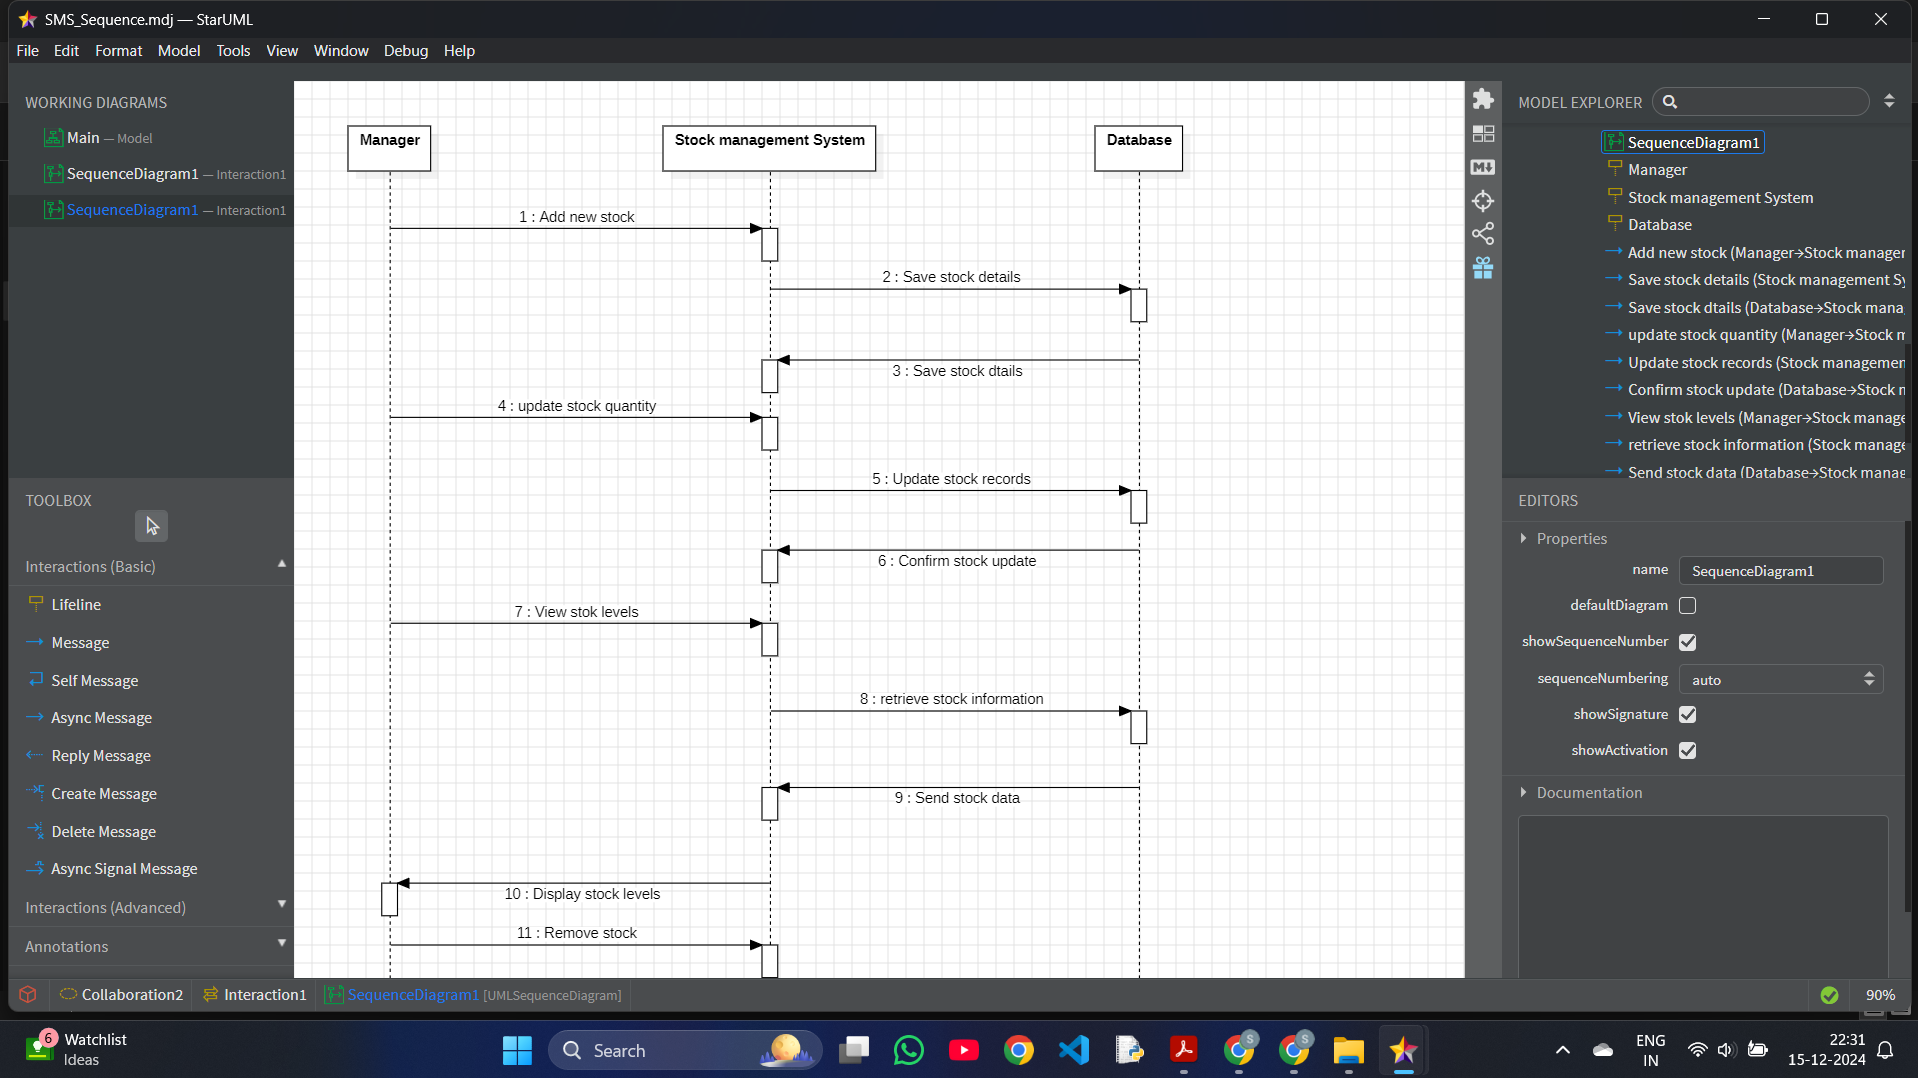 SMS_Sequence.mdj — StarUML
File Edit Format Model Tools View Window Debug Help
WORKING DIAGRAMS
Main — Model
SequenceDiagram1 — Interaction1
SequenceDiagram1 — Interaction1
TOOLBOX
Interactions (Basic)
Lifeline
Message
Self Message
Async Message
Reply Message
Create Message
Delete Message
Async Signal Message
Interactions (Advanced)
Annotations
Manager
Stock management System
Database
1 : Add new stock
2 : Save stock details
3 : Save stock dtails
4 : update stock quantity
5 : Update stock records
6 : Confirm stock update
7 : View stok levels
8 : retrieve stock information
9 : Send stock data
10 : Display stock levels
11 : Remove stock
M↓
MODEL EXPLORER
SequenceDiagram1
Manager
Stock management System
Database
Add new stock (Manager→Stock manager
Save stock details (Stock management Sy
Save stock dtails (Database→Stock mana
update stock quantity (Manager→Stock m
Update stock records (Stock managemen
Confirm stock update (Database→Stock n
View stok levels (Manager→Stock manage
retrieve stock information (Stock manage
Send stock data (Database→Stock manag
EDITORS
Properties
name SequenceDiagram1
defaultDiagram
showSequenceNumber
sequenceNumbering auto
showSignature
showActivation
Documentation
Collaboration2 Interaction1 SequenceDiagram1 [UMLSequenceDiagram] 90%
6 Watchlist
Ideas
Search
S
S
ENG
IN
22:31
15-12-2024